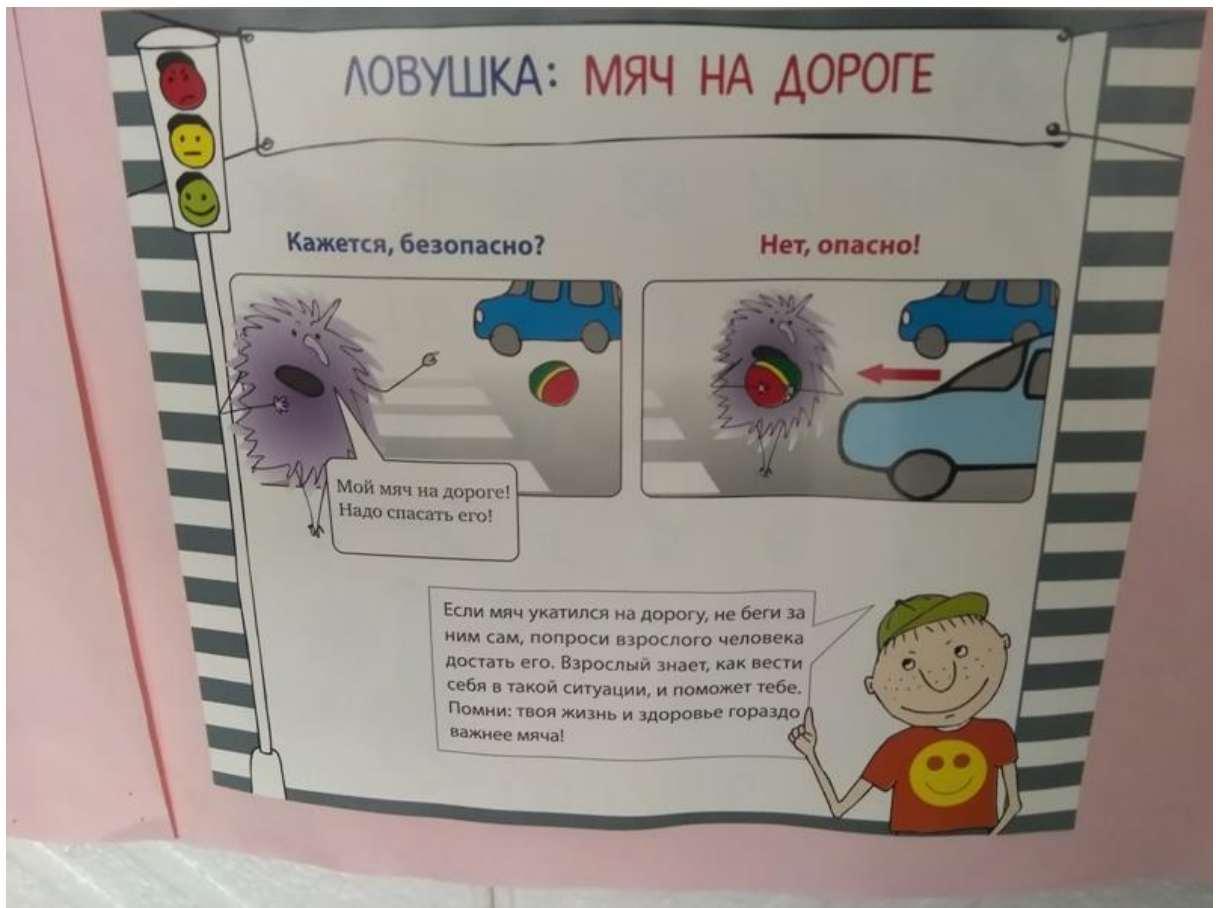 ЛОВУШКА: МЯЧ НА ДОРОГЕ
Кажется, безопасно?
Нет, опасно!
Мой мяч на дороге!
Надо спасать его!
Если мяч укатился на дорогу, не беги за
ним сам, попроси взрослого человека
достать его. Взрослый знает, как вести
себя в такой ситуации, и поможет тебе.
Помни: твоя жизнь и здоровье гораздо
важнее мяча!